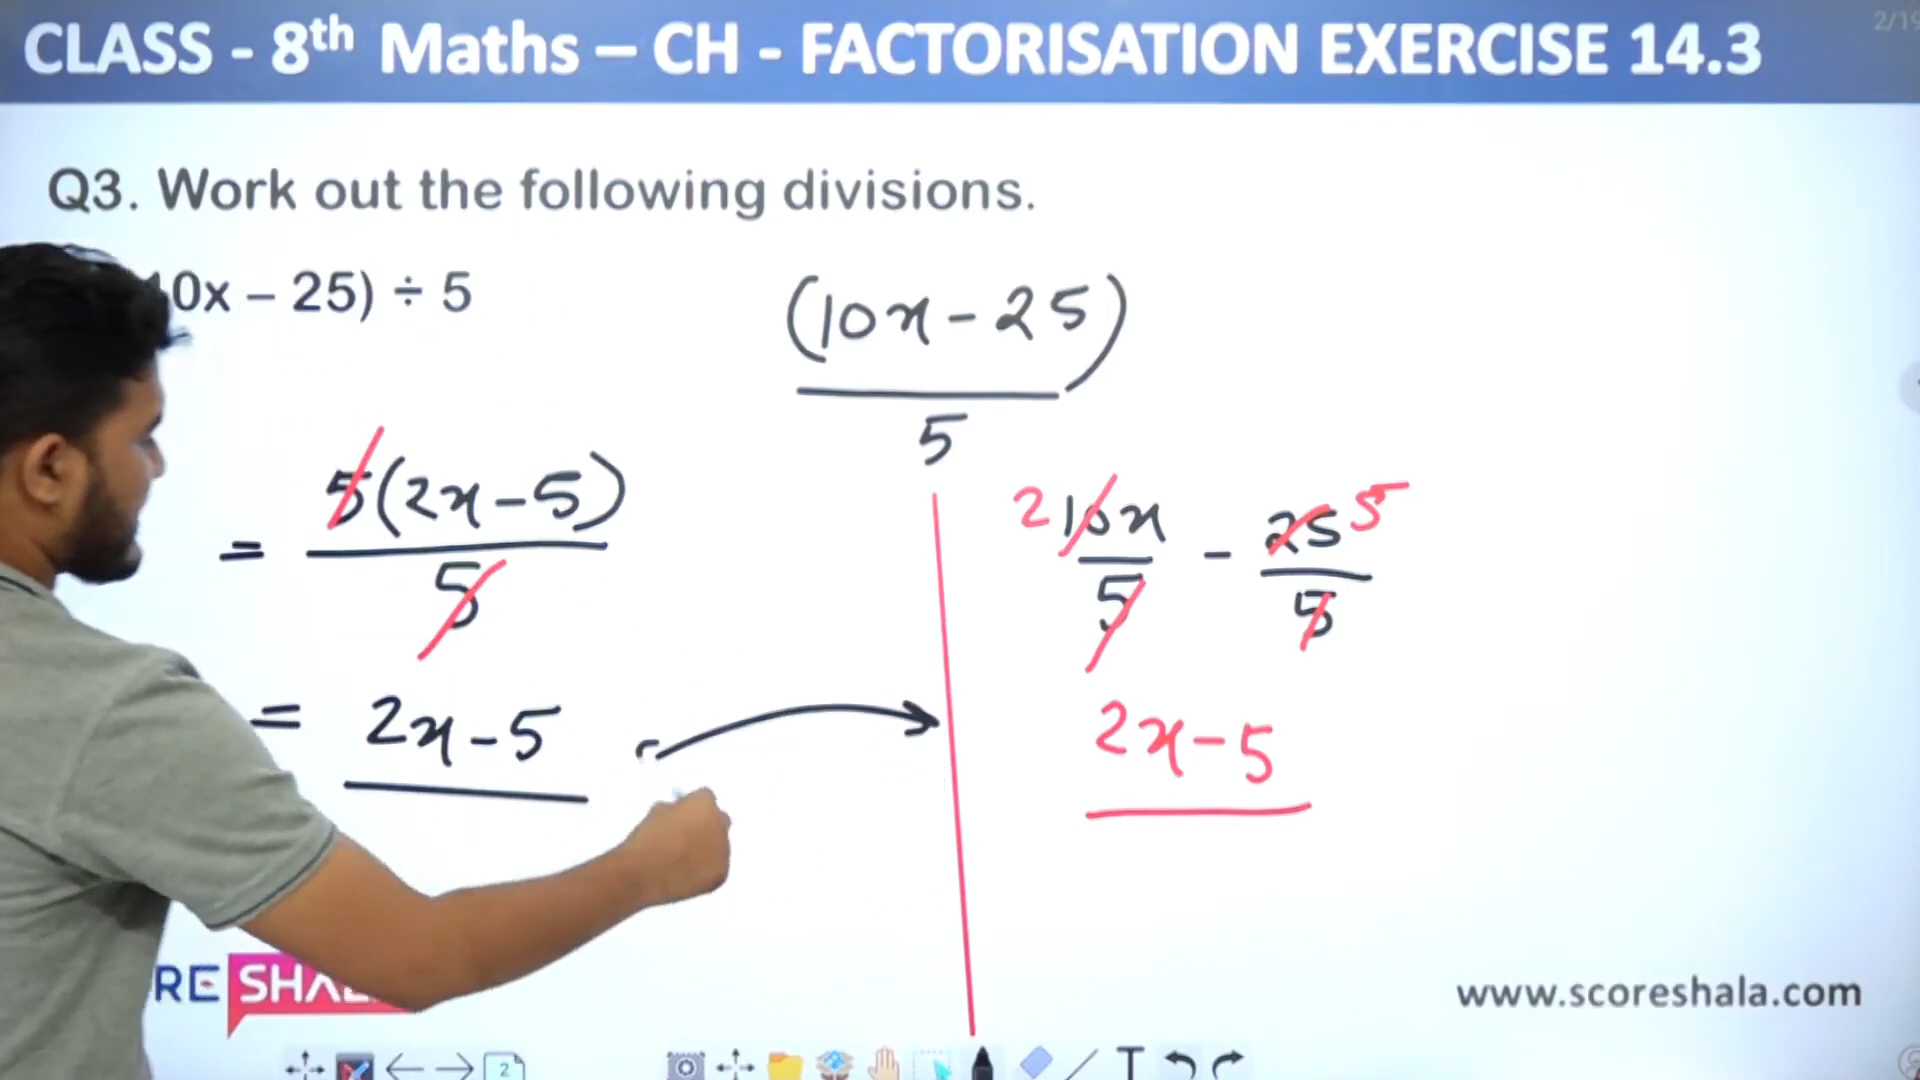 CLASS - 8th Maths – CH - FACTORISATION EXERCISE 14.3
Q3. Work out the following divisions.
0x – 25) ÷ 5
(10x - 25)
5
= 5(2x-5)
5
= 2x-5
2 10x - 25 5
5 5
2x-5
RE SHA
www.scoreshala.com
2
T